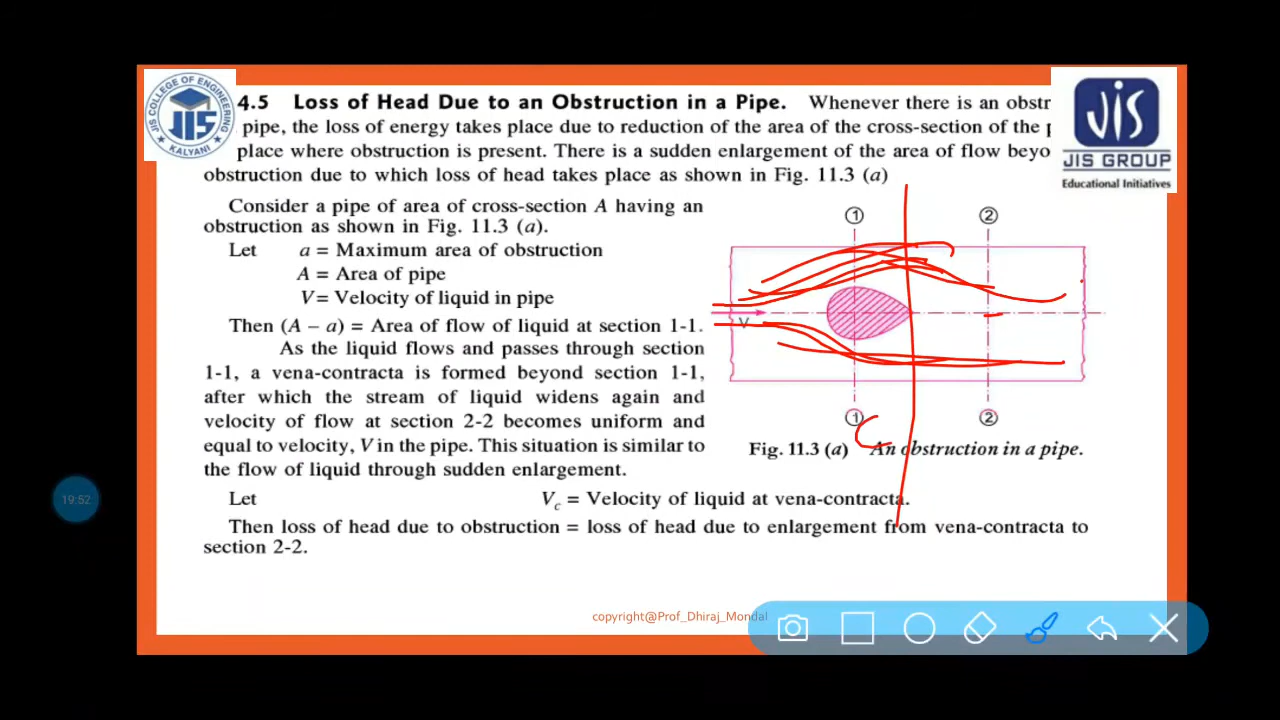 JIS COLLEGE OF ENGINEERING
JIS
KALYANI
4.5 Loss of Head Due to an Obstruction in a Pipe. Whenever there is an obstr
pipe, the loss of energy takes place due to reduction of the area of the cross-section of the p
place where obstruction is present. There is a sudden enlargement of the area of flow beyo
obstruction due to which loss of head takes place as shown in Fig. 11.3 (a)
JIS
JIS GROUP
Educational Initiatives
Consider a pipe of area of cross-section A having an
obstruction as shown in Fig. 11.3 (a).
Let a = Maximum area of obstruction
A = Area of pipe
V = Velocity of liquid in pipe
Then (A – a) = Area of flow of liquid at section 1-1.
As the liquid flows and passes through section
1-1, a vena-contracta is formed beyond section 1-1,
after which the stream of liquid widens again and
velocity of flow at section 2-2 becomes uniform and
equal to velocity, V in the pipe. This situation is similar to
the flow of liquid through sudden enlargement.
① ②
V
① ②
C
Fig. 11.3 (a) An obstruction in a pipe.
Let Vc = Velocity of liquid at vena-contracta.
Then loss of head due to obstruction = loss of head due to enlargement from vena-contracta to
section 2-2.
19:52
copyright@Prof_Dhiraj_Mondal